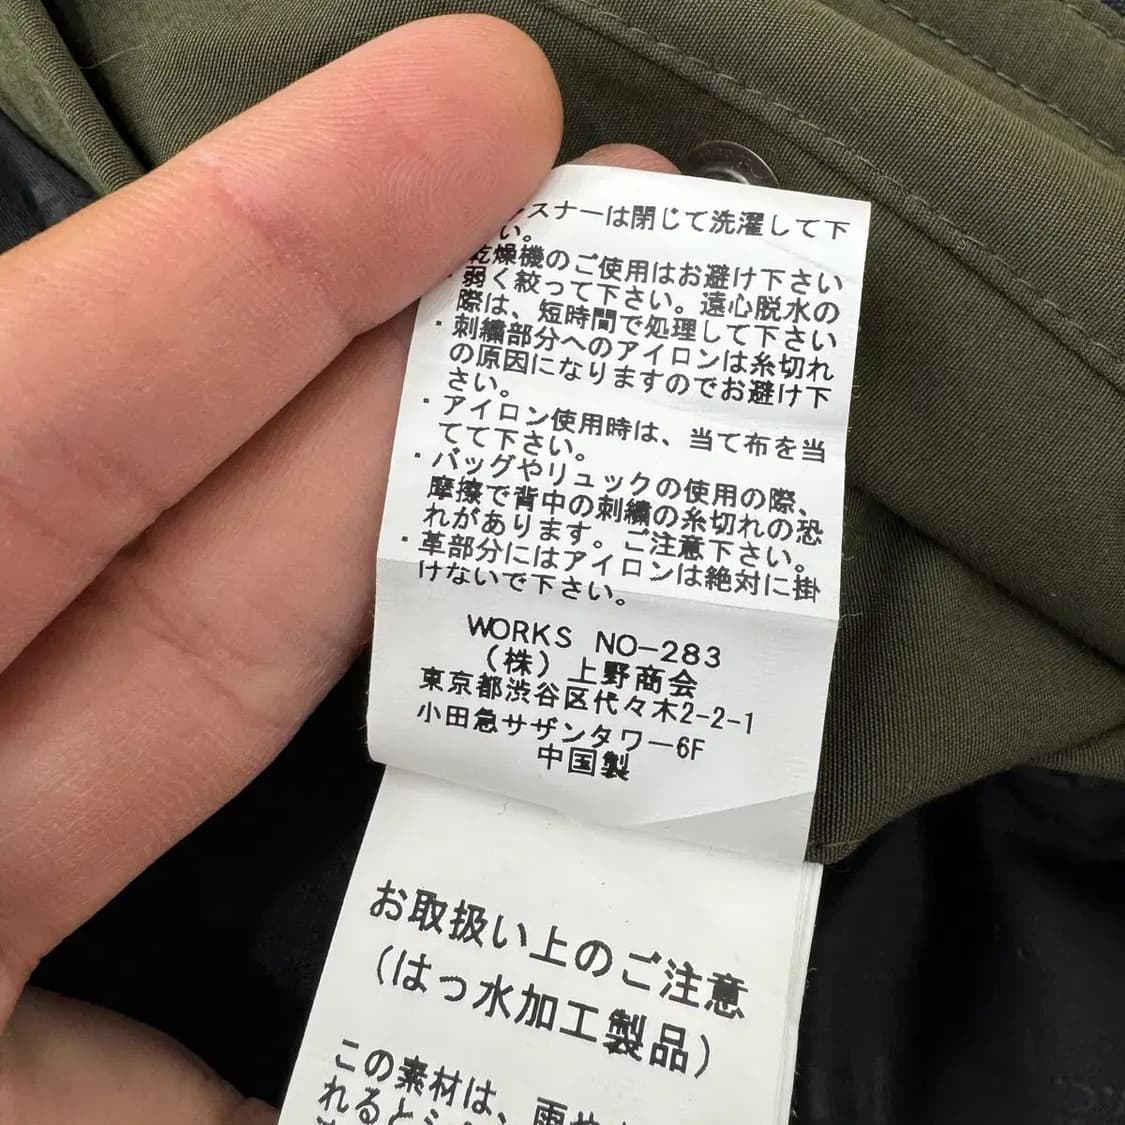 スナーは閉じて洗濯して下
い。
乾燥機のご使用はお避け下さい
弱く絞って下さい。遠心脱水の
際は、短時間で処理して下さい
・刺繍部分へのアイロンは糸切れ
の原因になりますのでお避け下
さい。
・アイロン使用時は、当て布を当
てて下さい。
・バッグやリュックの使用の際、
摩擦で背中の刺繍の糸切れの恐
れがあります。ご注意下さい。
・革部分にはアイロンは絶対に掛
けないで下さい。
WORKS NO-283
(株)上野商会
東京都渋谷区代々木2-2-1
小田急サザンタワー6F
中国製
お取扱い上のご注意
(はっ水加工製品)
この素材は、雨や
れると